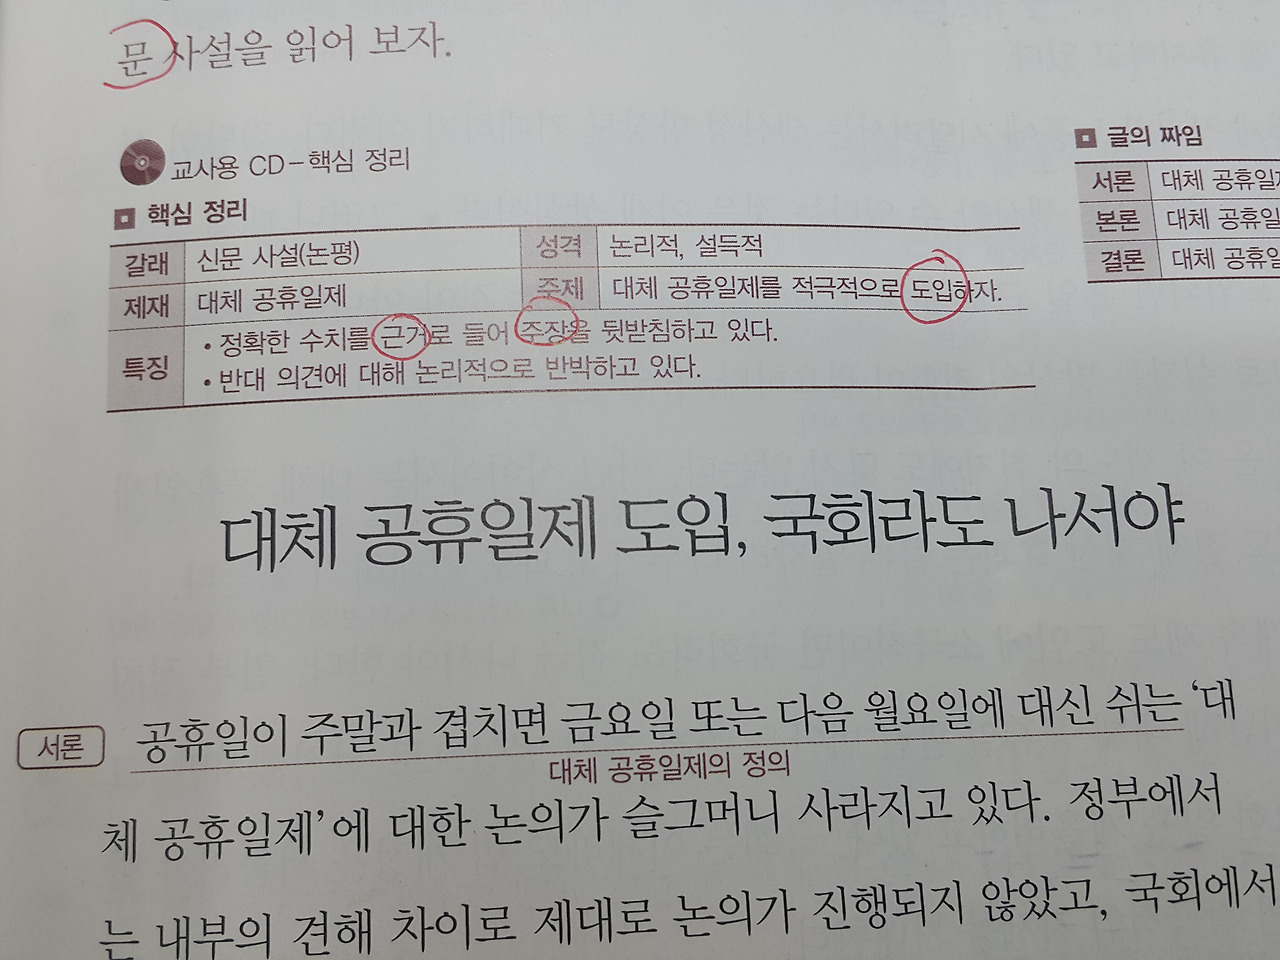 문 사설을 읽어 보자.
교사용 CD-핵심 정리
핵심 정리
갈래 신문 사설(논평) 성격 논리적, 설득적
제재 대체 공휴일제 주제 대체 공휴일제를 적극적으로 도입하자.
특징 • 정확한 수치를 근거로 들어 주장을 뒷받침하고 있다.
• 반대 의견에 대해 논리적으로 반박하고 있다.
글의 짜임
서론 대체 공휴일제
본론 대체 공휴일
결론 대체 공휴일
대체 공휴일제 도입, 국회라도 나서야
서론 공휴일이 주말과 겹치면 금요일 또는 다음 월요일에 대신 쉬는 ‘대
대체 공휴일제의 정의
체 공휴일제’에 대한 논의가 슬그머니 사라지고 있다. 정부에서
는 내부의 견해 차이로 제대로 논의가 진행되지 않았고, 국회에서